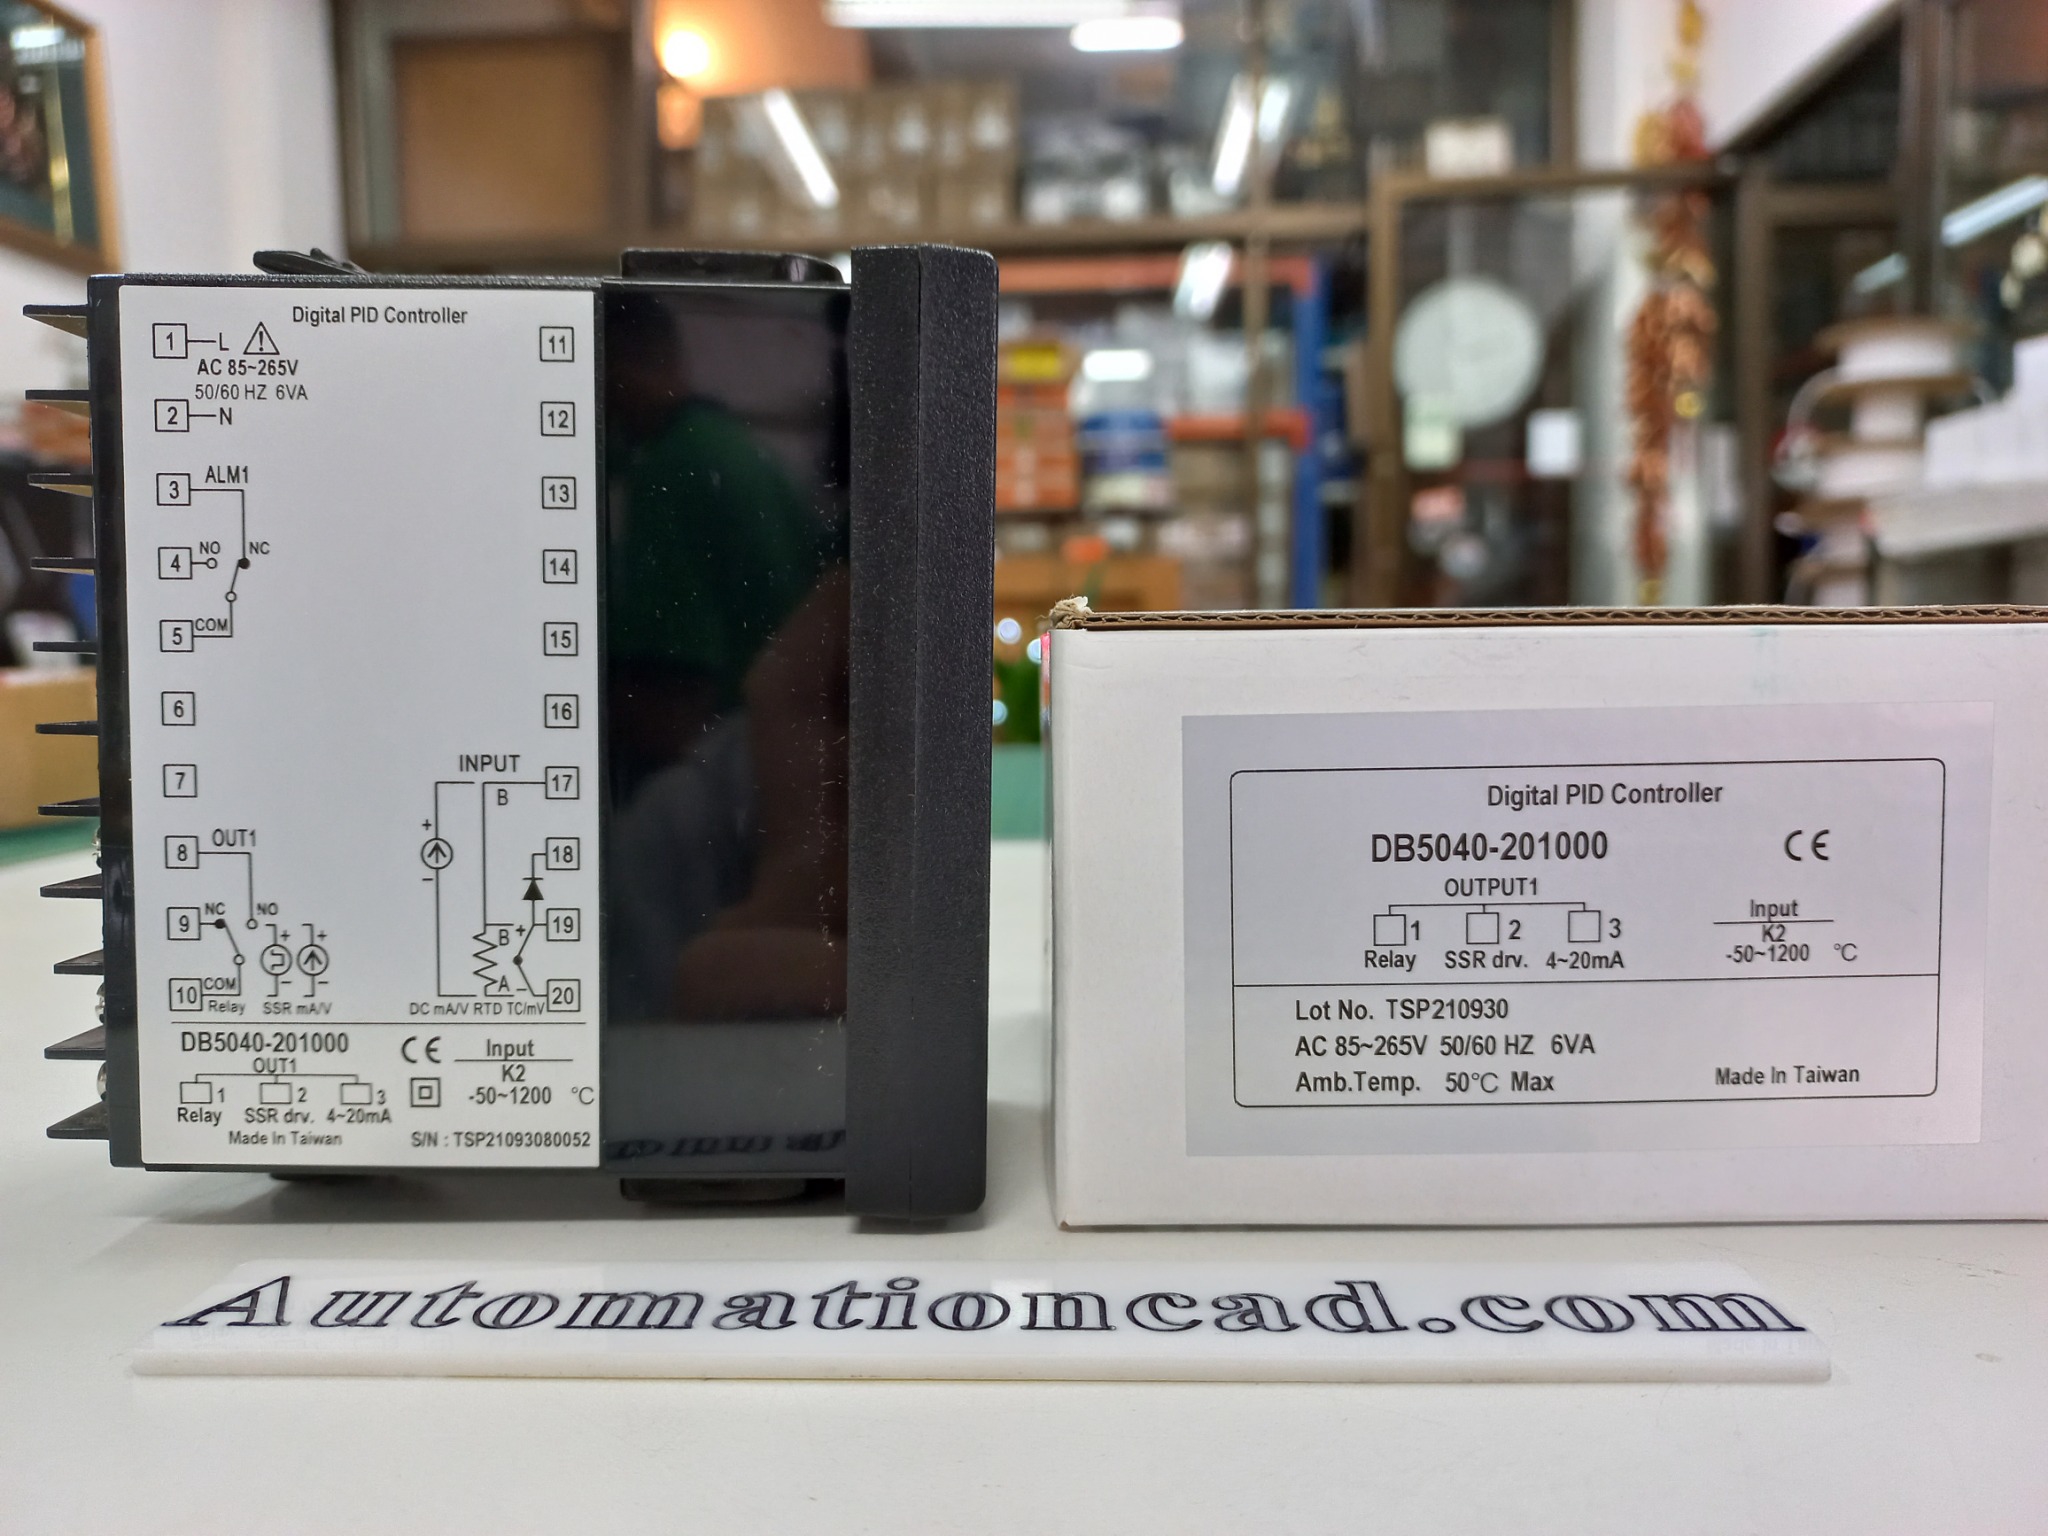 Digital PID Controller
1 L
AC 85~265V
50/60 HZ 6VA
2 N
3 ALM1
4 NO NC
5 COM
6
7
8 OUT1
9 NC NO
+ +
- -
10 COM
Relay SSR mA/V
11
12
13
14
15
16
INPUT
17
B
+
18
-
19
B +
A -
20
DC mA/V RTD TC/mV
DB5040-201000
OUT1
1 2 3
Relay SSR drv. 4~20mA
Made In Taiwan
CE
Input
K2
-50~1200 °C
S/N : TSP21093080052
Digital PID Controller
DB5040-201000 CE
OUTPUT1
1 2 3
Relay SSR drv. 4~20mA
Input
K2
-50~1200 °C
Lot No. TSP210930
AC 85~265V 50/60 HZ 6VA
Amb.Temp. 50°C Max
Made In Taiwan
Automationcad.com